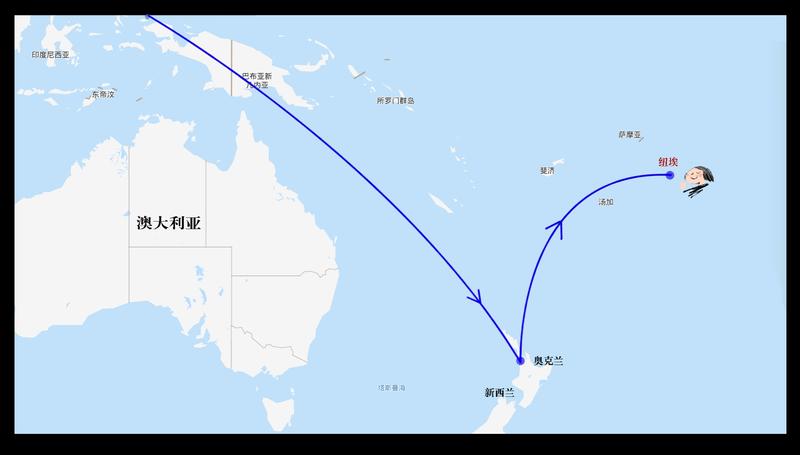 印度尼西亚
巴布亚新
几内亚
东帝汶
所罗门群岛
萨摩亚
纽埃
斐济
汤加
澳大利亚
奥克兰
塔斯曼海
新西兰